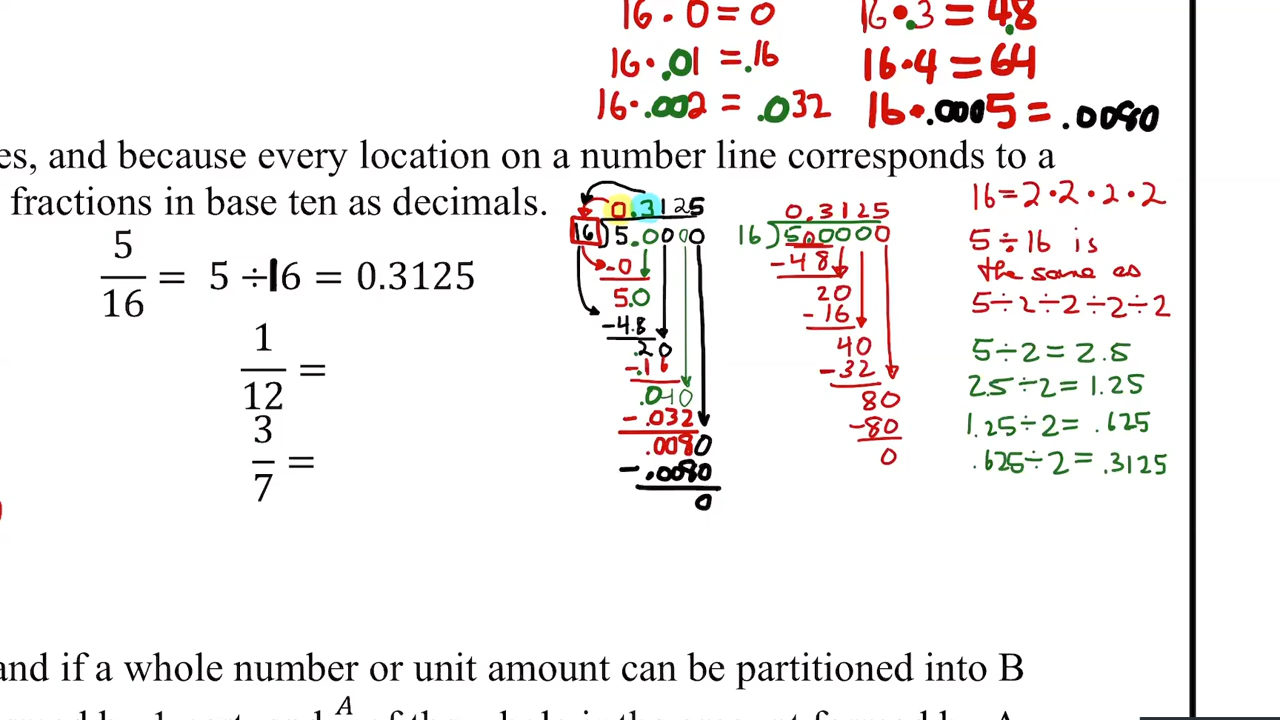 16 · 0 = 0
16 · .3 = 4.8
16 · .01 = .16
16 · 4 = 64
16 · .002 = .032
16 · .0005 = .0080
es, and because every location on a number line corresponds to a
fractions in base ten as decimals.
5/16 = 5 ÷ 16 = 0.3125
1/12 =
3/7 =
0.3125
16 ) 5.0000
-0
5.0
-4.8
.20
-.16
.040
-.032
.0080
-.0080
0
0.3125
16 ) 5.0000
-48
20
-16
40
-32
80
-80
0
16 = 2 · 2 · 2 · 2
5 ÷ 16 is
the same as
5 ÷ 2 ÷ 2 ÷ 2 ÷ 2
5 ÷ 2 = 2.5
2.5 ÷ 2 = 1.25
1.25 ÷ 2 = .625
.625 ÷ 2 = .3125
and if a whole number or unit amount can be partitioned into B